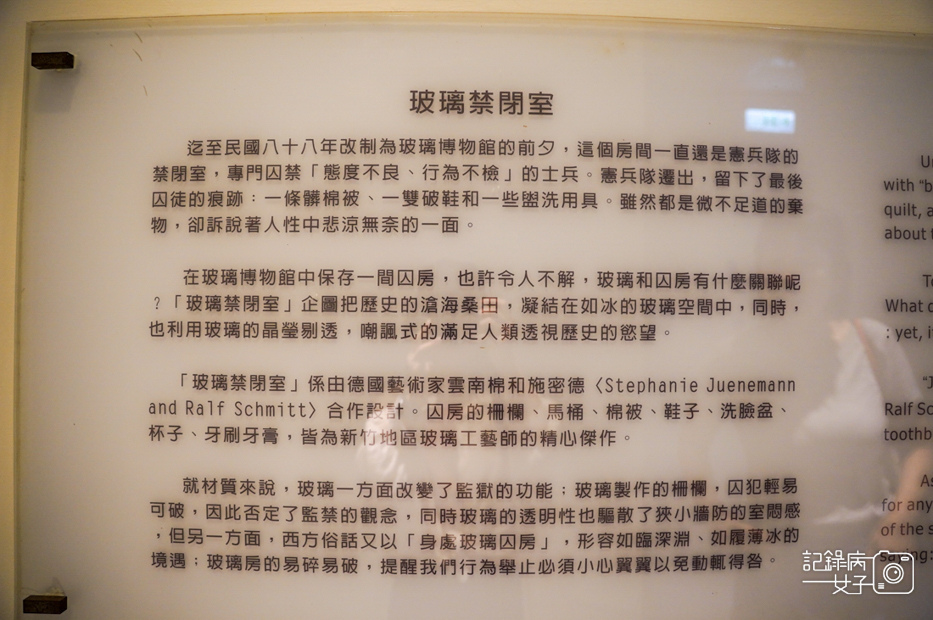 玻璃禁閉室
迄至民國八十八年改制為玻璃博物館的前夕，這個房間一直還是憲兵隊的
禁閉室，專門囚禁「態度不良、行為不檢」的士兵。憲兵隊遷出，留下了最後
囚徒的痕跡：一條髒棉被、一雙破鞋和一些盥洗用具。雖然都是微不足道的棄
物，卻訴說著人性中悲涼無奈的一面。
在玻璃博物館中保存一間囚房，也許令人不解，玻璃和囚房有什麼關聯呢
？「玻璃禁閉室」企圖把歷史的滄海桑田，凝結在如冰的玻璃空間中，同時，
也利用玻璃的晶瑩剔透，嘲諷式的滿足人類透視歷史的慾望。
「玻璃禁閉室」係由德國藝術家雲南棉和施密德〈Stephanie Juenemann
and Ralf Schmitt〉合作設計。囚房的柵欄、馬桶、棉被、鞋子、洗臉盆、
杯子、牙刷牙膏，皆為新竹地區玻璃工藝師的精心傑作。
就材質來說，玻璃一方面改變了監獄的功能；玻璃製作的柵欄，囚犯輕易
可破，因此否定了監禁的觀念，同時玻璃的透明性也驅散了狹小牆防的室悶感
，但另一方面，西方俗話又以「身處玻璃囚房」，形容如臨深淵、如履薄冰的
境遇；玻璃房的易碎易破，提醒我們行為舉止必須小心翼翼以免動輒得咎。
with "b
quilt, a
about t
What c
: yet, i
"J
Ralf Sc
toothb
As
for any
of the s
Saying:
記錄病
女子